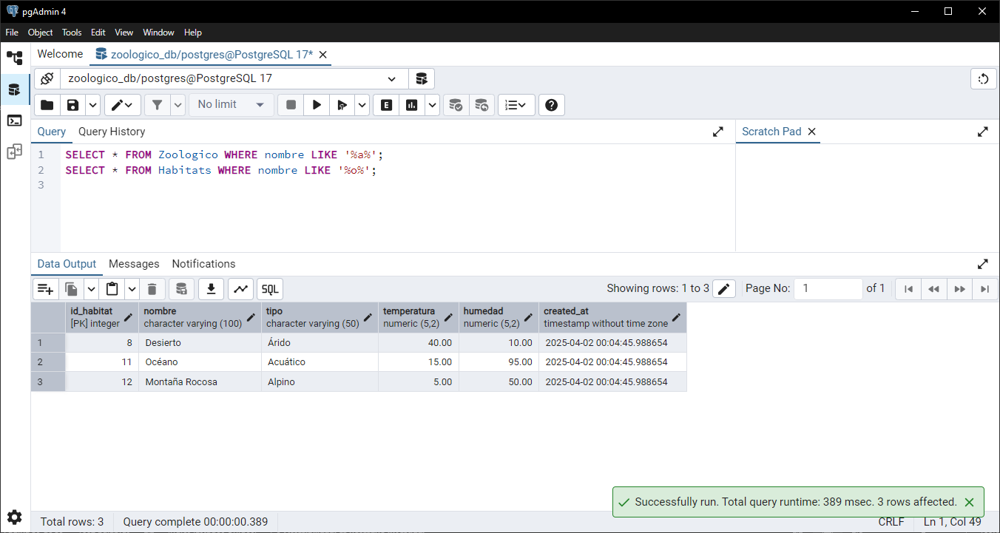 pgAdmin 4
File Object Tools Edit View Window Help
Welcome zoologico_db/postgres@PostgreSQL 17*
zoologico_db/postgres@PostgreSQL 17
No limit E
Query Query History Scratch Pad
1 SELECT * FROM Zoologico WHERE nombre LIKE '%a%';
2 SELECT * FROM Habitats WHERE nombre LIKE '%o%';
3
Data Output Messages Notifications
SQL Showing rows: 1 to 3 Page No: 1 of 1
id_habitat nombre tipo temperatura humedad created_at
[PK] integer character varying (100) character varying (50) numeric (5,2) numeric (5,2) timestamp without time zone
1 8 Desierto Árido 40.00 10.00 2025-04-02 00:04:45.988654
2 11 Océano Acuático 15.00 95.00 2025-04-02 00:04:45.988654
3 12 Montaña Rocosa Alpino 5.00 50.00 2025-04-02 00:04:45.988654
Successfully run. Total query runtime: 389 msec. 3 rows affected.
Total rows: 3 Query complete 00:00:00.389 CRLF Ln 1, Col 49